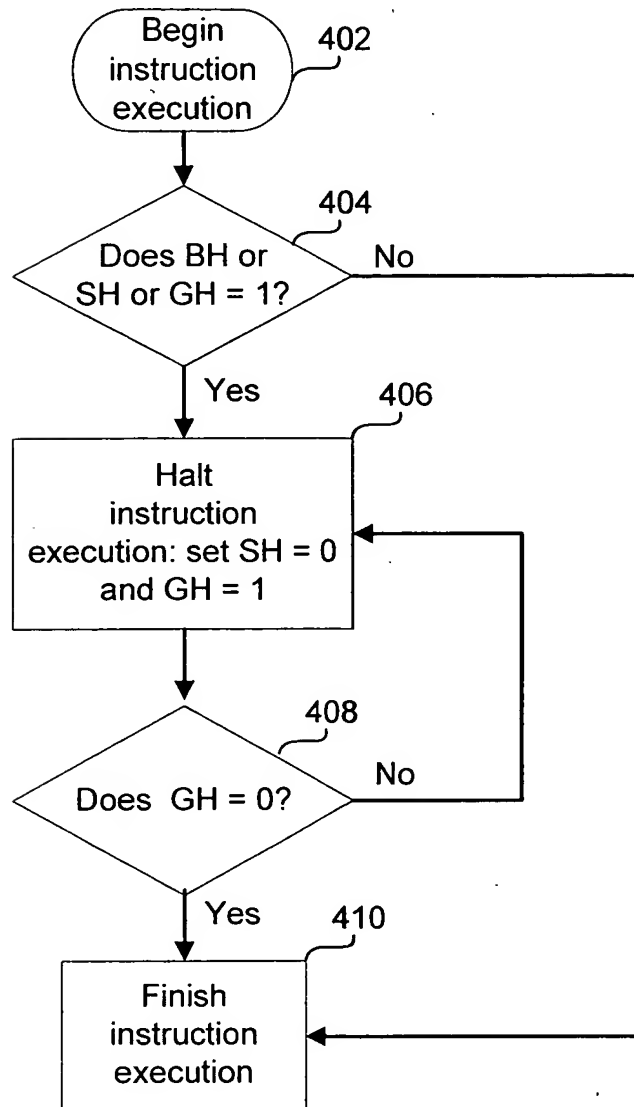 Begin
instruction
execution
402
404
Does BH or
SH or GH = 1?
No
Yes
406
Halt
instruction
execution: set SH = 0
and GH = 1
408
Does GH = 0?
No
Yes
410
Finish
instruction
execution